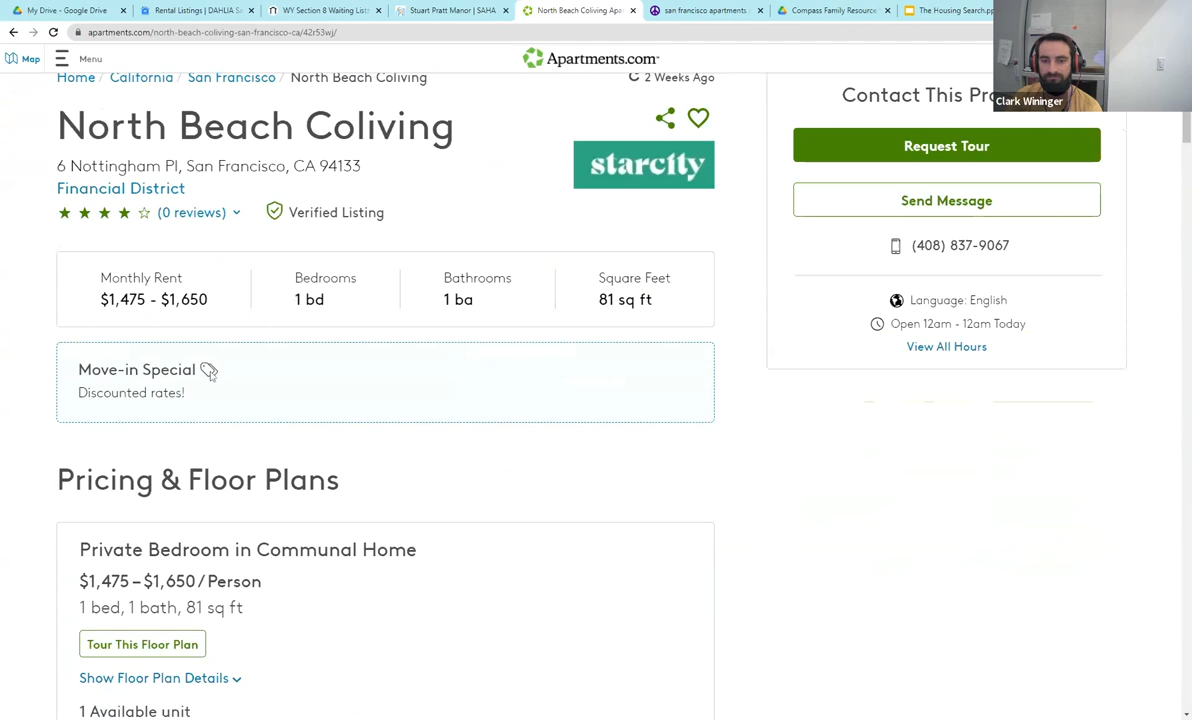 My Drive - Google Drive
Rental Listings | DAHLIA Sa
WY Section 8 Waiting List
Stuart Pratt Manor | SAHA
North Beach Coliving Apa
san francisco apartments
Compass Family Resource
The Housing Search.pp
apartments.com/north-beach-coliving-san-francisco-ca/42r53wj/
Map
Menu
Apartments.com
Home / California / San Francisco / North Beach Coliving
2 Weeks Ago
North Beach Coliving
6 Nottingham Pl, San Francisco, CA 94133
Financial District
(0 reviews)
Verified Listing
starcity
Monthly Rent
$1,475 - $1,650
Bedrooms
1 bd
Bathrooms
1 ba
Square Feet
81 sq ft
Move-in Special
Discounted rates!
Pricing & Floor Plans
Private Bedroom in Communal Home
$1,475 – $1,650 / Person
1 bed, 1 bath, 81 sq ft
Tour This Floor Plan
Show Floor Plan Details
1 Available unit
Contact This Pro
Request Tour
Send Message
(408) 837-9067
Language: English
Open 12am - 12am Today
View All Hours
Clark Wininger